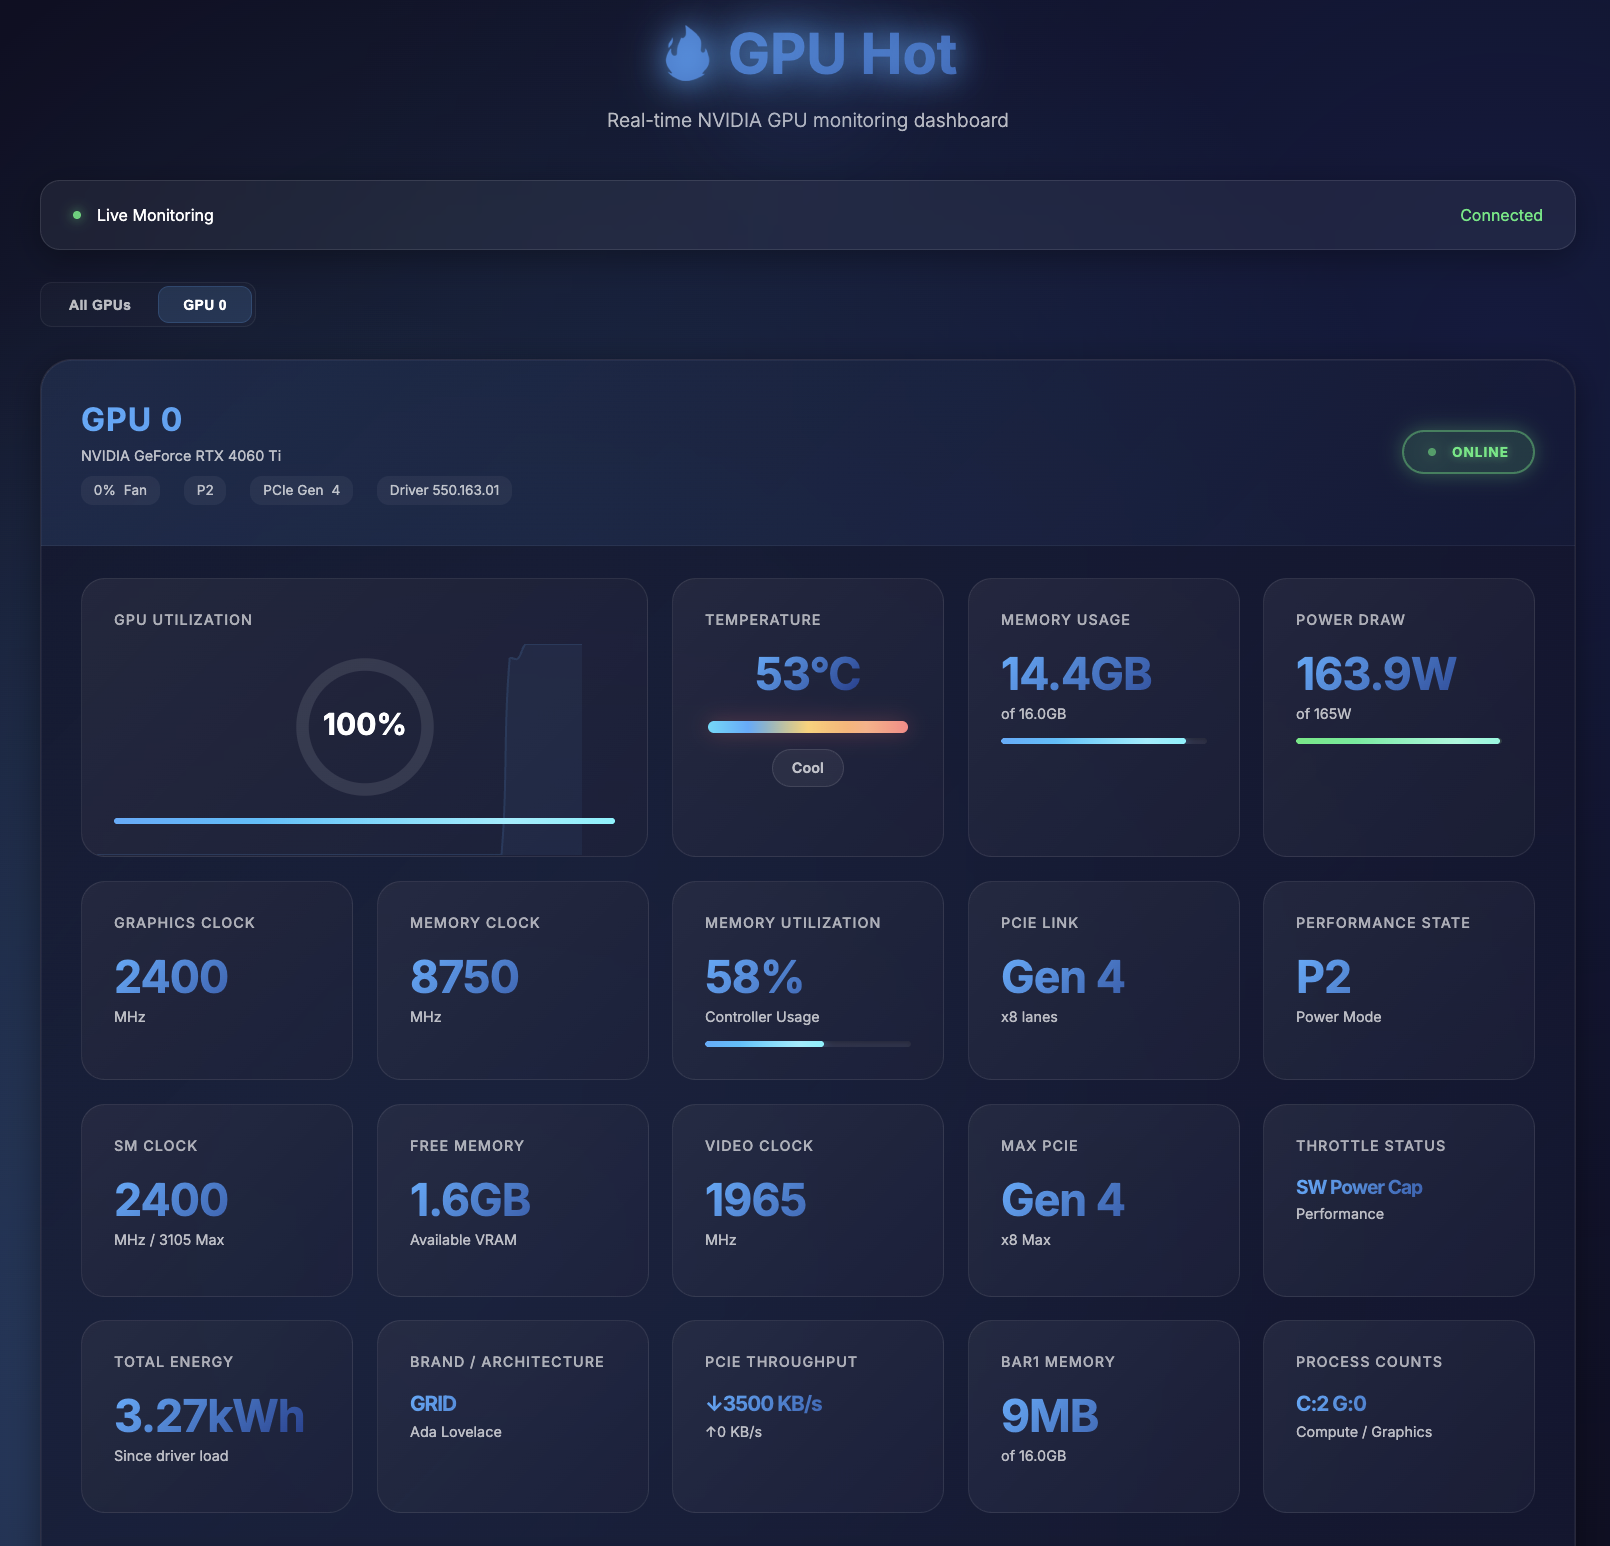 GPU Hot
Real-time NVIDIA GPU monitoring dashboard
Live Monitoring
Connected
All GPUs
GPU 0
GPU 0
NVIDIA GeForce RTX 4060 Ti
0% Fan
P2
PCIe Gen 4
Driver 550.163.01
ONLINE
GPU UTILIZATION
100%
TEMPERATURE
53°C
Cool
MEMORY USAGE
14.4GB
of 16.0GB
POWER DRAW
163.9W
of 165W
GRAPHICS CLOCK
2400
MHz
MEMORY CLOCK
8750
MHz
MEMORY UTILIZATION
58%
Controller Usage
PCIE LINK
Gen 4
x8 lanes
PERFORMANCE STATE
P2
Power Mode
SM CLOCK
2400
MHz / 3105 Max
FREE MEMORY
1.6GB
Available VRAM
VIDEO CLOCK
1965
MHz
MAX PCIE
Gen 4
x8 Max
THROTTLE STATUS
SW Power Cap
Performance
TOTAL ENERGY
3.27kWh
Since driver load
BRAND / ARCHITECTURE
GRID
Ada Lovelace
PCIE THROUGHPUT
↓3500 KB/s
↑0 KB/s
BAR1 MEMORY
9MB
of 16.0GB
PROCESS COUNTS
C:2 G:0
Compute / Graphics